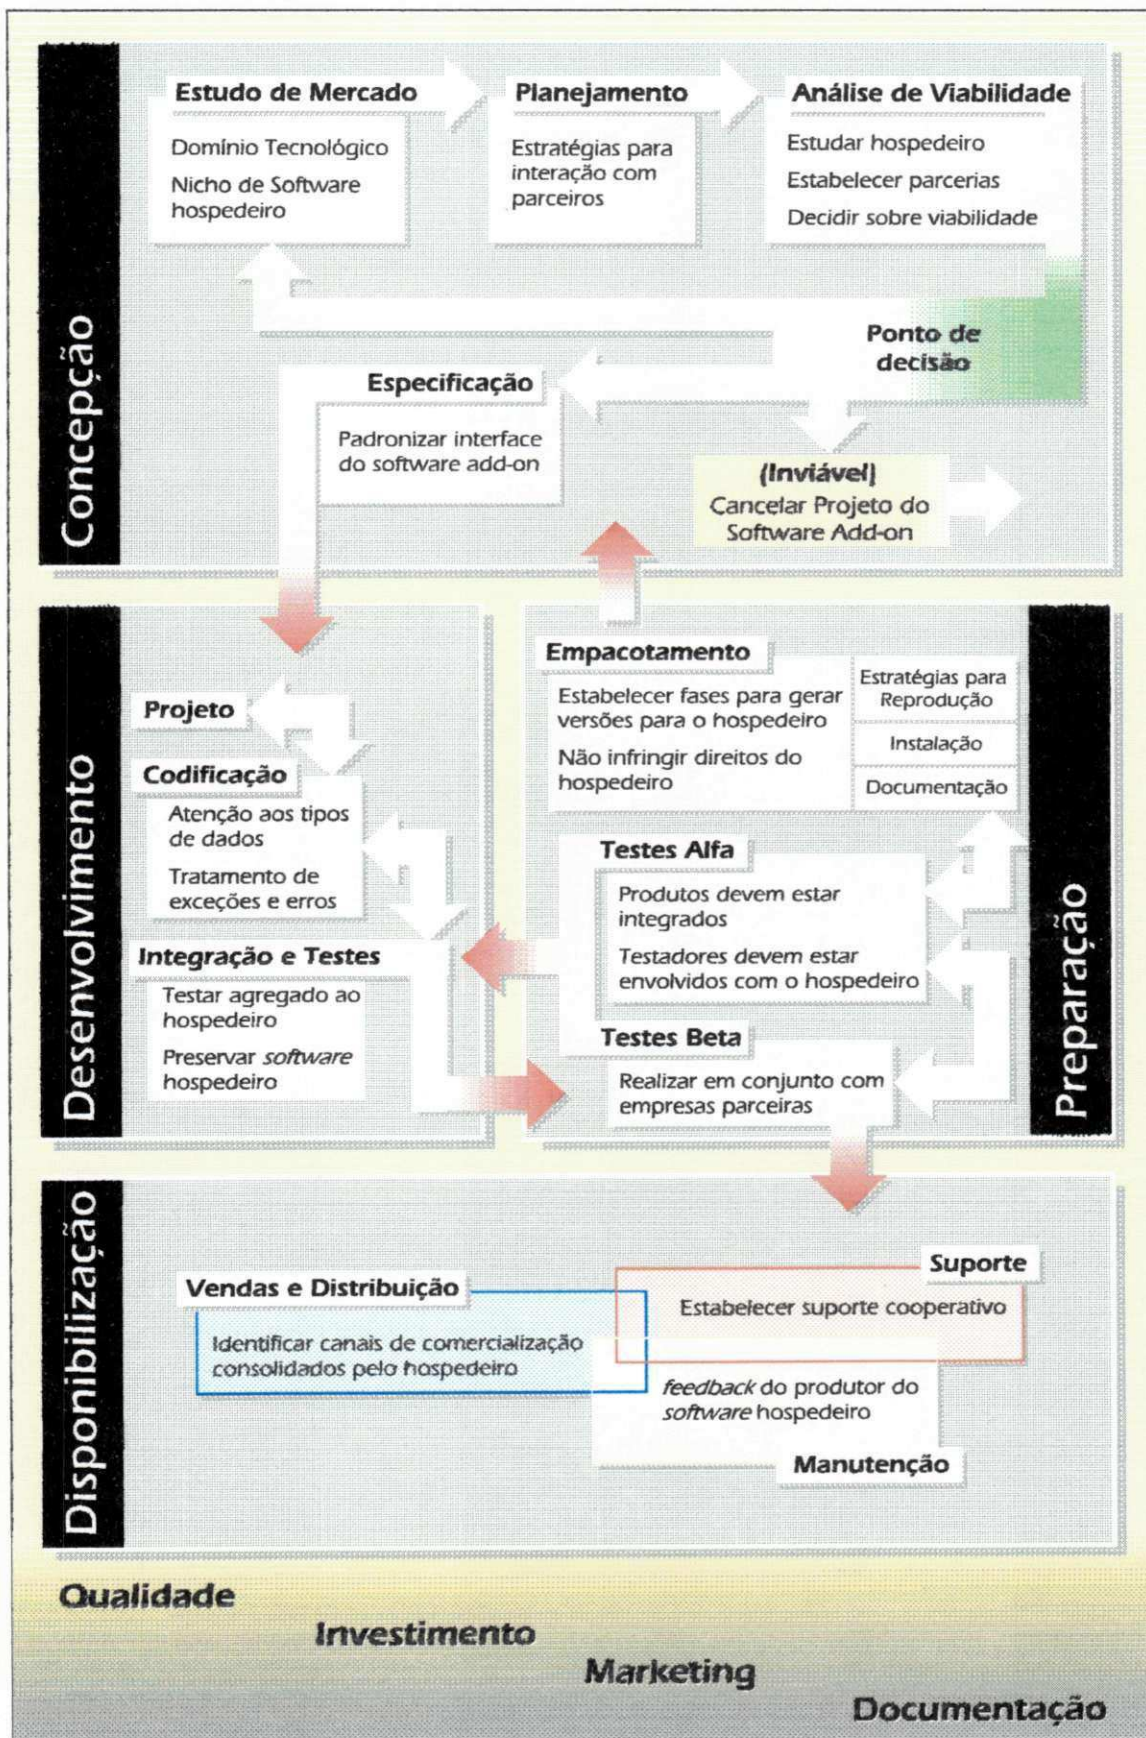 Concepção
Estudo de Mercado
Domínio Tecnológico
Nicho de Software
hospedeiro
Planejamento
Estratégias para
interação com
parceiros
Análise de Viabilidade
Estudar hospedeiro
Estabelecer parcerias
Decidir sobre viabilidade
Ponto de
decisão
Especificação
Padronizar interface
do software add-on
(Inviável)
Cancelar Projeto do
Software Add-on
Desenvolvimento
Projeto
Codificação
Atenção aos tipos
de dados
Tratamento de
exceções e erros
Integração e Testes
Testar agregado ao
hospedeiro
Preservar software
hospedeiro
Preparação
Empacotamento
Estabelecer fases para gerar
versões para o hospedeiro
Não infringir direitos do
hospedeiro
Estratégias para
Reprodução
Instalação
Documentação
Testes Alfa
Produtos devem estar
integrados
Testadores devem estar
envolvidos com o hospedeiro
Testes Beta
Realizar em conjunto com
empresas parceiras
Disponibilização
Vendas e Distribuição
Identificar canais de comercialização
consolidados pelo hospedeiro
Suporte
Estabelecer suporte cooperativo
feedback do produtor do
software hospedeiro
Manutenção
Qualidade
Investimento
Marketing
Documentação